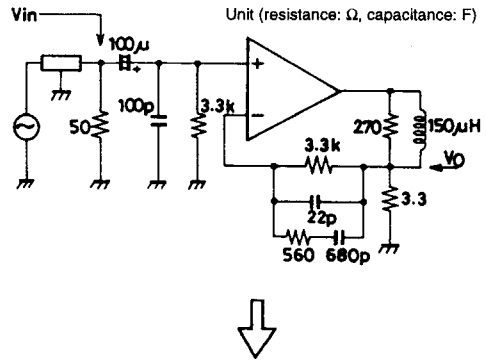 Vin
Unit (resistance: Ω, capacitance: F)
100μ
+
+
50
100p
3.3k
−
270
150μH
3.3k
VO
22p
3.3
560
680p